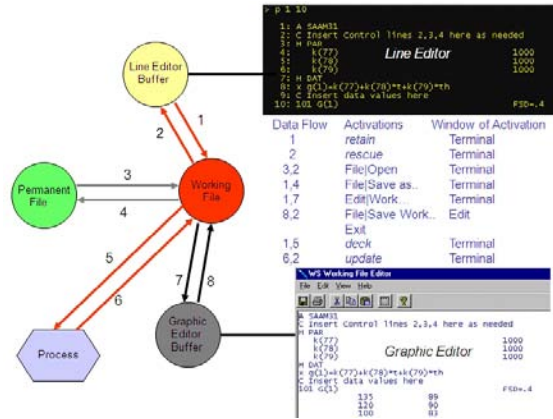 > p 1 10
1: A SAAM31
2: C Insert Control lines 2,3,4 here as needed
3: H PAR
4: k(77) 1000
5: k(78) 1000
6: k(79) 1000
7: H DAT
8: x g(1)=k(77)+k(78)*t+k(79)*th
9: C Insert data values here
10: 101 G(1) FSD=.4
Line Editor
Line Editor
Buffer
1
2
Permanent
File
3
4
Working
File
5
6
7
8
Process
Graphic
Editor
Buffer
Data Flow Activations Window of Activation
1 retain Terminal
2 rescue Terminal
3,2 File|Open Terminal
1,4 File|Save as.. Terminal
1,7 Edit|Work... Terminal
8,2 File|Save Work.. Edit
Exit
1,5 deck Terminal
6,2 update Terminal
WS Working File Editor
File Edit View Help
A SAAM31
C Insert Control lines 2,3,4 here as needed
H PAR
k(77) 1000
k(78) 1000
k(79) 1000
Graphic Editor
H DAT
x g(1)=k(77)+k(78)*t+k(79)*th
C Insert data values here
101 G(1) FSD=.4
135 89
120 90
100 83